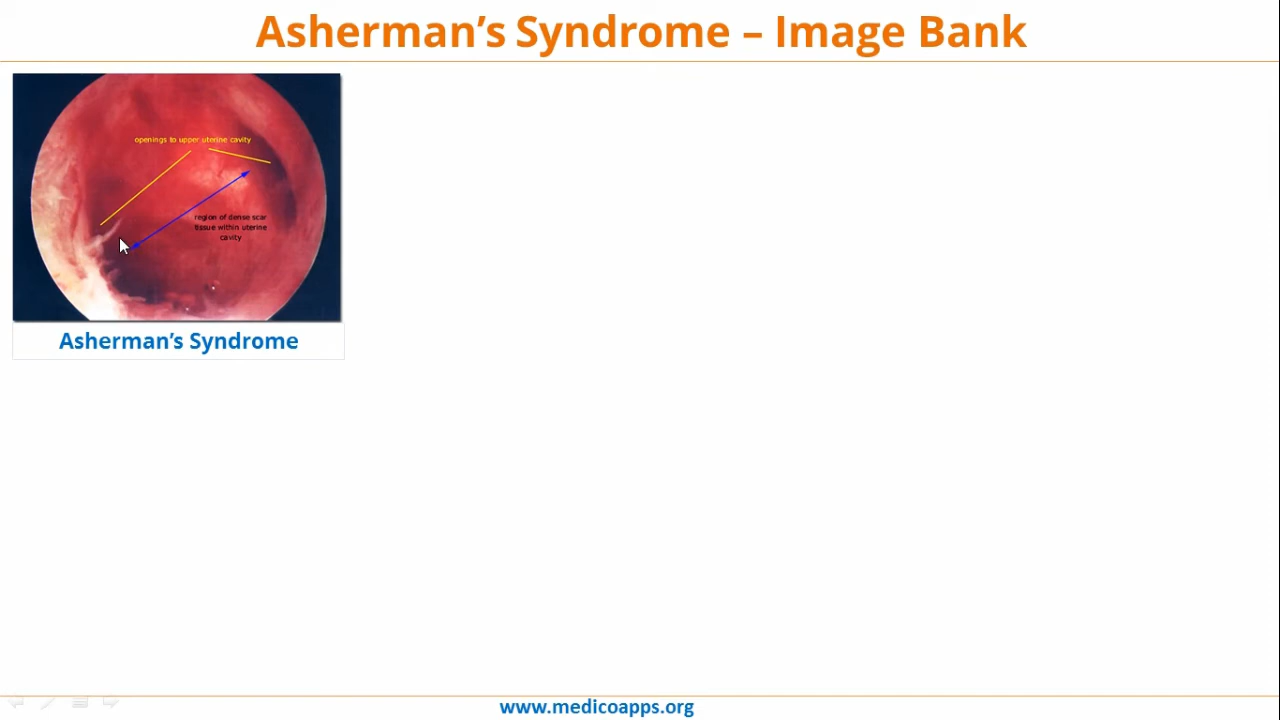 Asherman’s Syndrome – Image Bank
openings to upper uterine cavity
region of dense scar
tissue within uterine
cavity
Asherman’s Syndrome
www.medicoapps.org